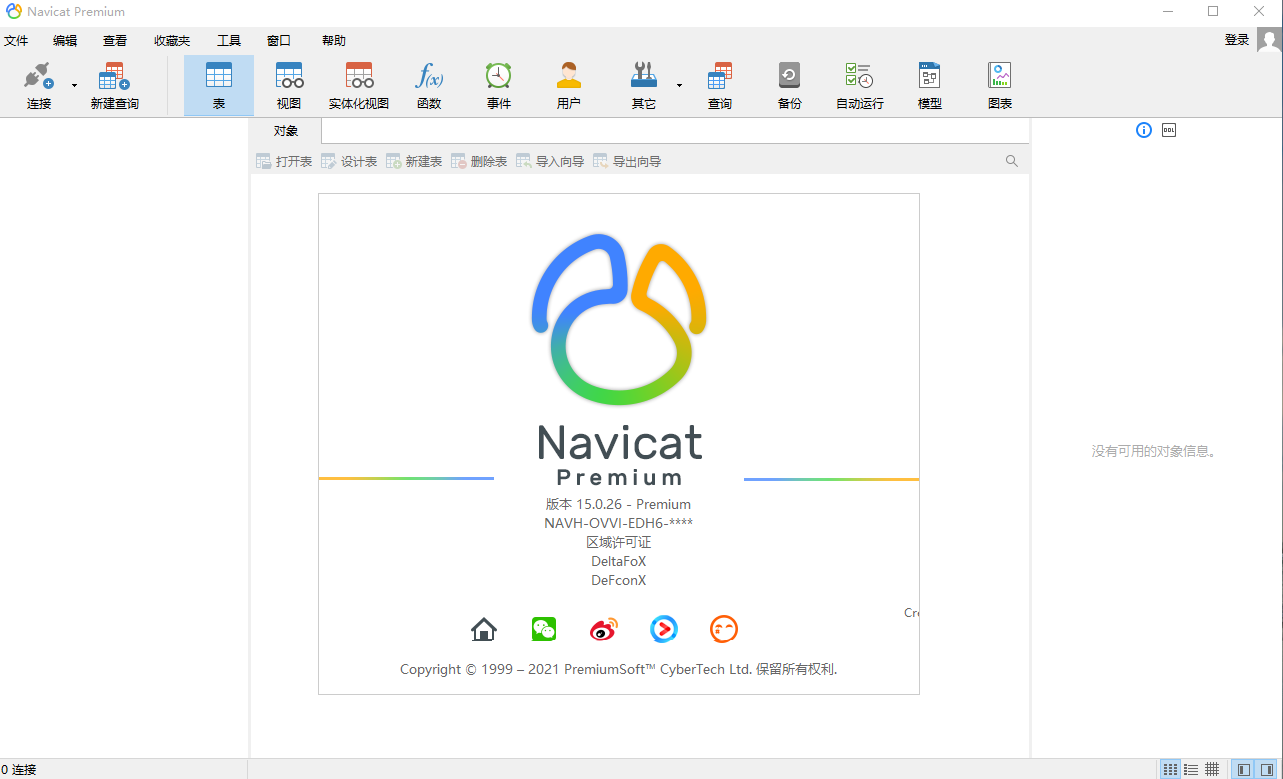 Navicat Premium
文件 编辑 查看 收藏夹 工具 窗口 帮助 登录
连接 新建查询 表 视图 实体化视图 函数 事件 用户 其它 查询 备份 自动运行 模型 图表
f(x)
对象
DDL
打开表 设计表 新建表 删除表 导入向导 导出向导
Navicat
Premium
没有可用的对象信息。
版本 15.0.26 - Premium
NAVH-OVVI-EDH6-****
区域许可证
DeltaFoX
DeFconX
Cre
Copyright © 1999 – 2021 PremiumSoft™ CyberTech Ltd. 保留所有权利.
0 连接